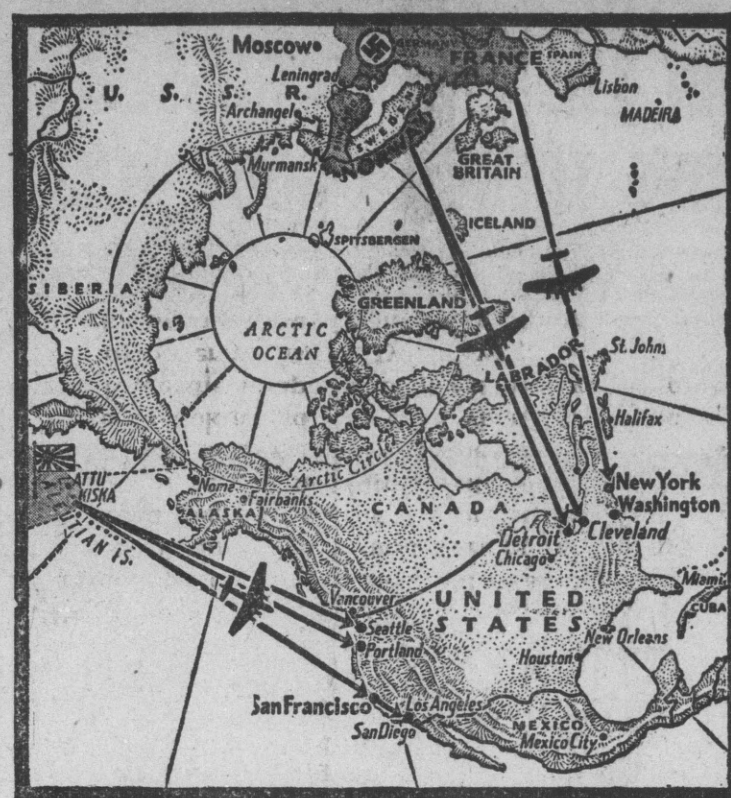 Moscow
GERMANY
FRANCE
SPAIN
Leningrad
U. S. S. R.
Lisbon
Archangel
MADEIRA
SWEDEN
Murmansk
NORWAY
GREAT
BRITAIN
ICELAND
SPITSBERGEN
SIBERIA
GREENLAND
ARCTIC
OCEAN
LABRADOR
St. Johns
Halifax
Arctic Circle
ATTU
KISKA
Nome
Fairbanks
ALASKA
CANADA
New York
Washington
TIAN IS.
Detroit
Cleveland
Chicago
Miami
CUBA
Vancouver
UNITED
STATES
Seattle
Portland
New Orleans
Houston
San Francisco
Los Angeles
San Diego
MEXICO
Mexico City